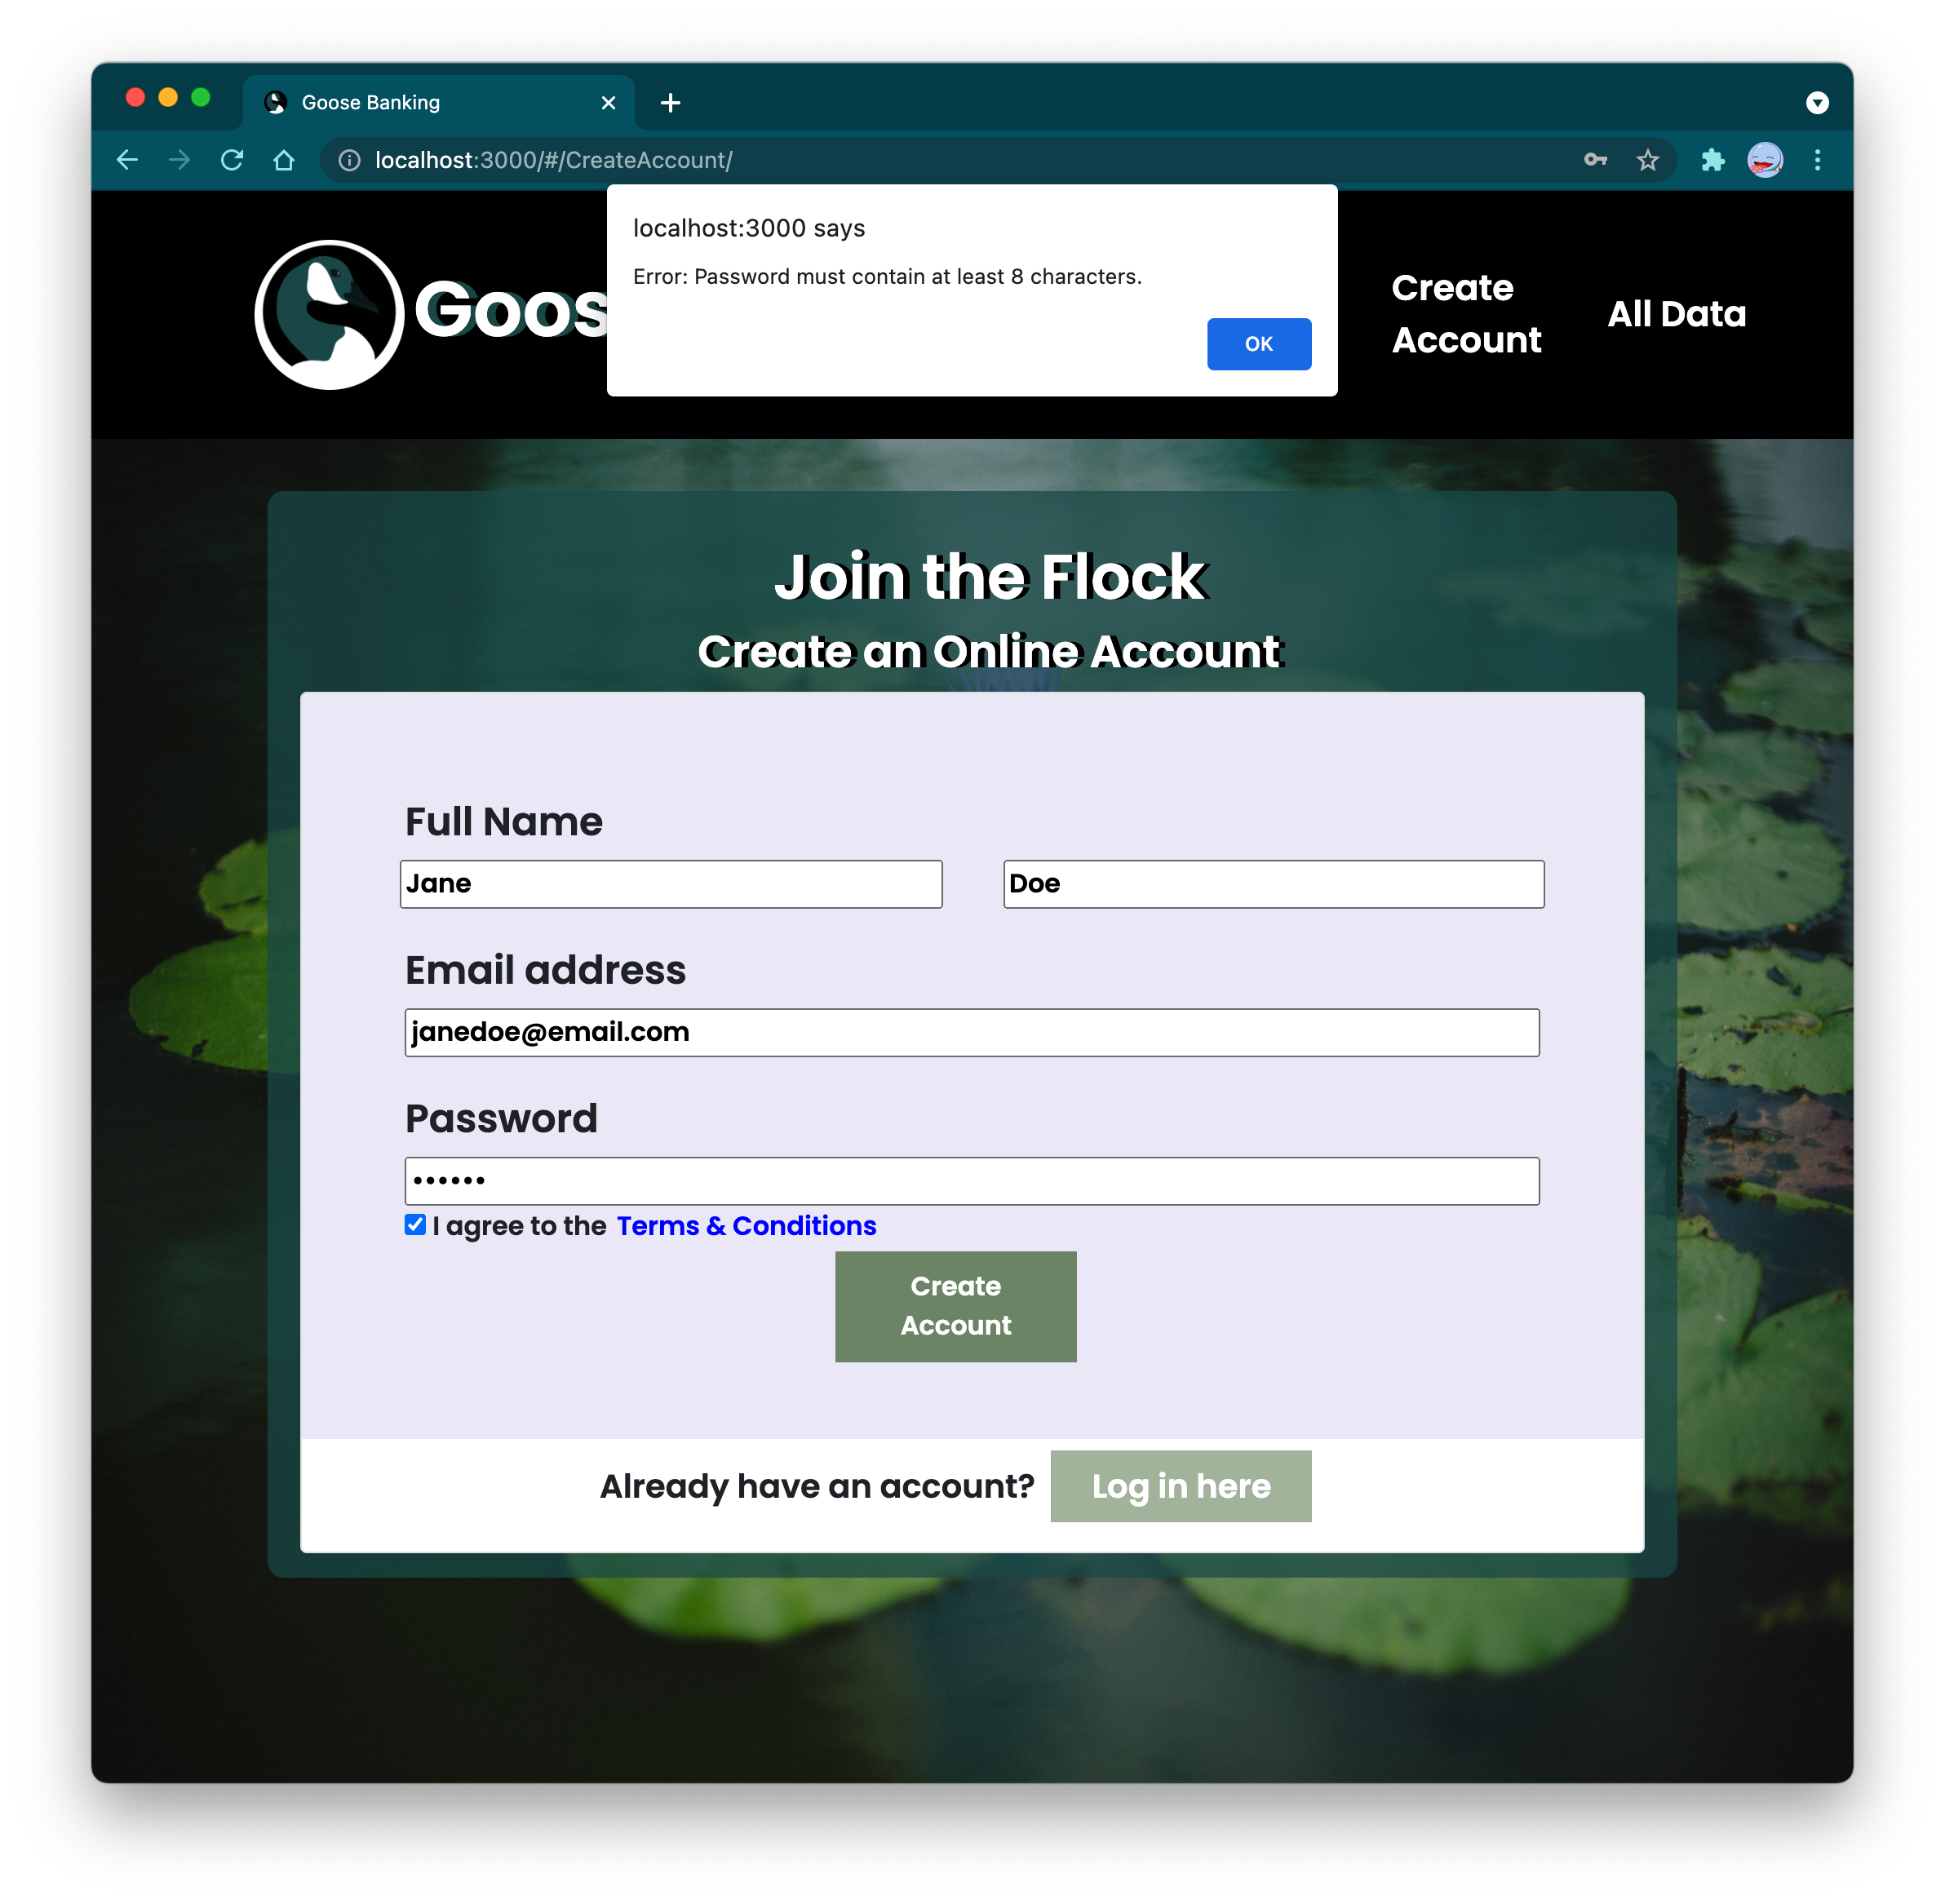 Goose Banking
localhost:3000/#/CreateAccount/
localhost:3000 says
Error: Password must contain at least 8 characters.
OK
Goos
Create
Account
All Data
Join the Flock
Create an Online Account
Full Name
Jane
Doe
Email address
janedoe@email.com
Password
••••••
I agree to the Terms & Conditions
Create
Account
Already have an account?
Log in here